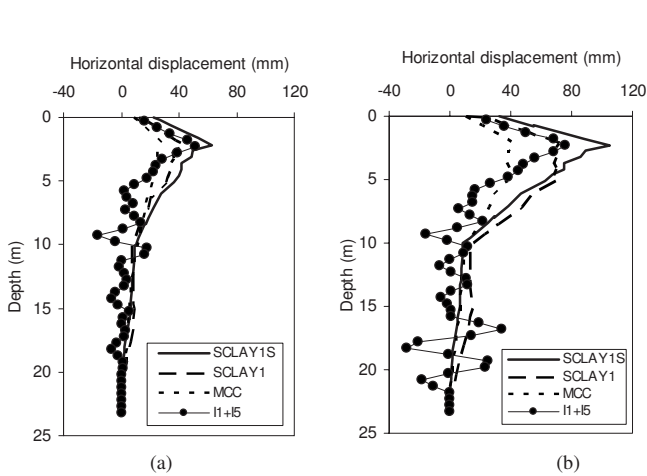 Horizontal displacement (mm)
-40 0 40 80 120
0
5
10
15
20
25
Depth (m)
SCLAY1S
SCLAY1
MCC
I1+I5
(a)
Horizontal displacement (mm)
-40 0 40 80 120
0
5
10
15
20
25
Depth (m)
SCLAY1S
SCLAY1
MCC
I1+I5
(b)